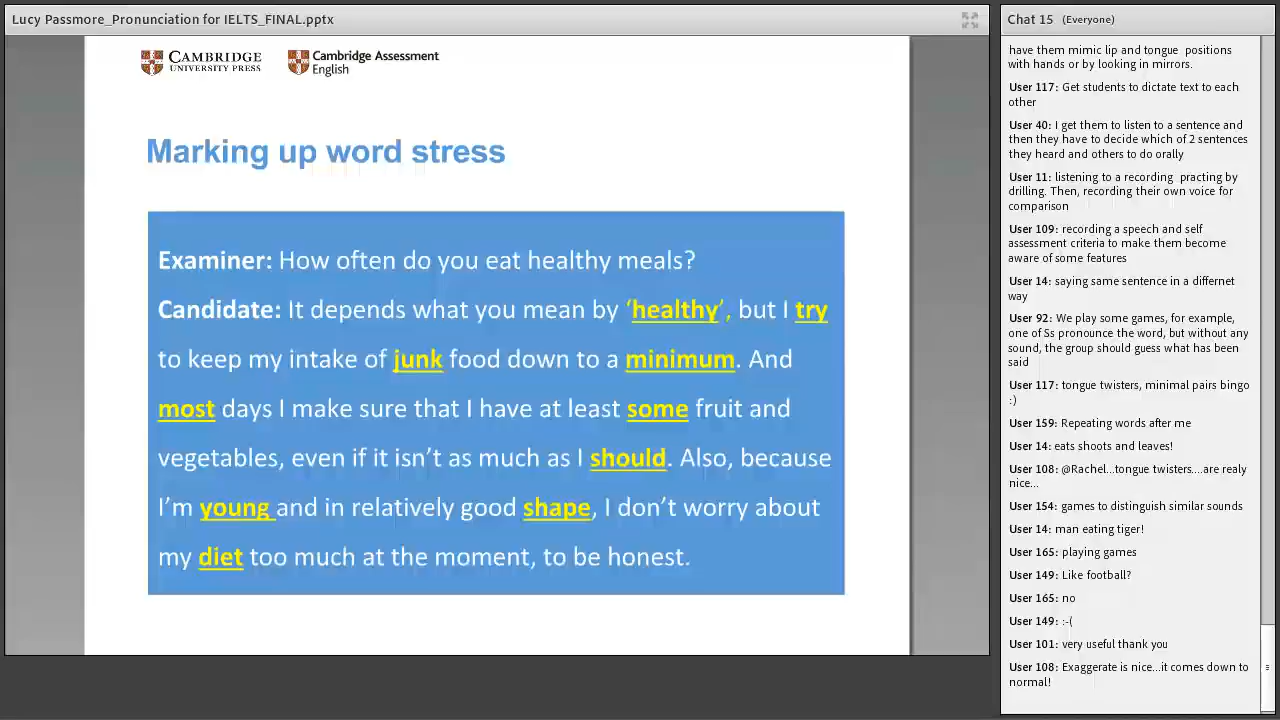 Lucy Passmore_Pronunciation for IELTS_FINAL.pptx
CAMBRIDGE
UNIVERSITY PRESS
Cambridge Assessment
English
Marking up word stress
Examiner: How often do you eat healthy meals?
Candidate: It depends what you mean by ‘healthy’, but I try
to keep my intake of junk food down to a minimum. And
most days I make sure that I have at least some fruit and
vegetables, even if it isn’t as much as I should. Also, because
I’m young and in relatively good shape, I don’t worry about
my diet too much at the moment, to be honest.
Chat 15 (Everyone)
have them mimic lip and tongue positions
with hands or by looking in mirrors.
User 117: Get students to dictate text to each
other
User 40: I get them to listen to a sentence and
then they have to decide which of 2 sentences
they heard and others to do orally
User 11: listening to a recording practing by
drilling. Then, recording their own voice for
comparison
User 109: recording a speech and self
assessment criteria to make them become
aware of some features
User 14: saying same sentence in a differnet
way
User 92: We play some games, for example,
one of Ss pronounce the word, but without any
sound, the group should guess what has been
said
User 117: tongue twisters, minimal pairs bingo
:)
User 159: Repeating words after me
User 14: eats shoots and leaves!
User 108: @Rachel...tongue twisters....are realy
nice...
User 154: games to distinguish similar sounds
User 14: man eating tiger!
User 165: playing games
User 149: Like football?
User 165: no
User 149: :-(
User 101: very useful thank you
User 108: Exaggerate is nice...it comes down to
normal!